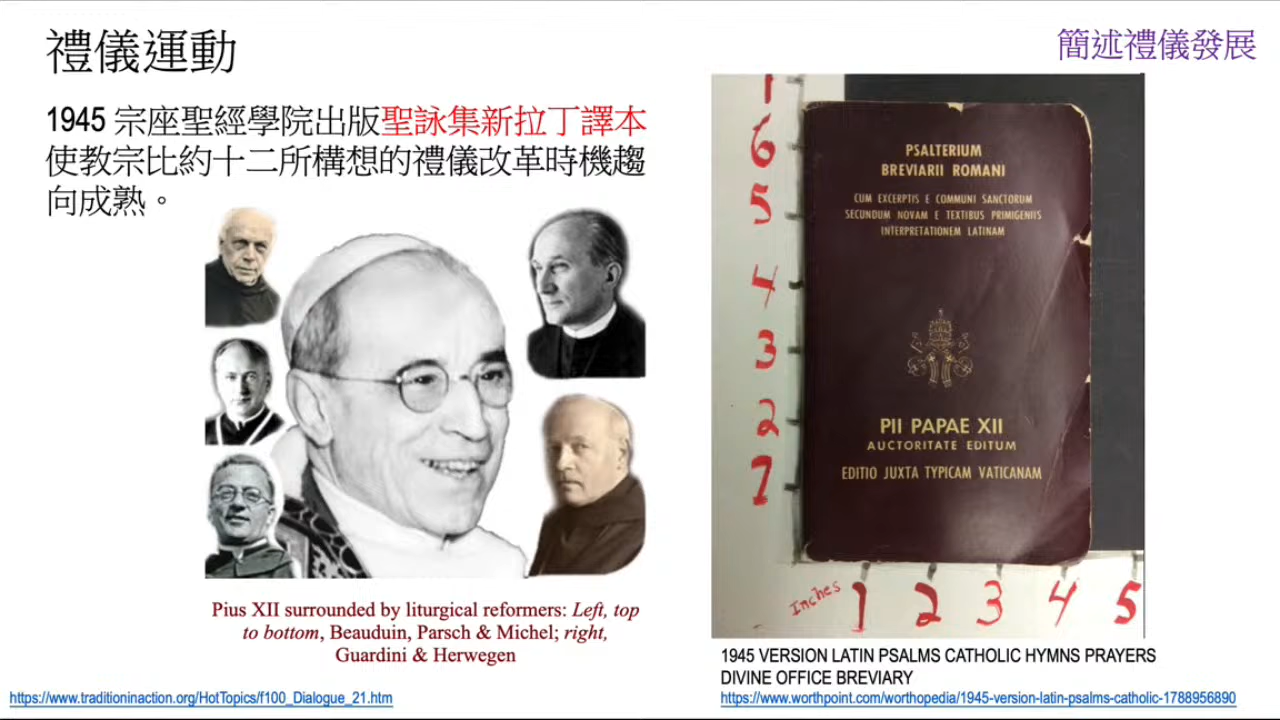 禮儀運動
簡述禮儀發展
1945 宗座聖經學院出版聖詠集新拉丁譯本
使教宗比約十二所構想的禮儀改革時機趨
向成熟。
Pius XII surrounded by liturgical reformers: Left, top
to bottom, Beauduin, Parsch & Michel; right,
Guardini & Herwegen
https://www.traditioninaction.org/HotTopics/f100_Dialogue_21.htm
PSALTERIUM
BREVIARII ROMANI
CUM EXCERPTIS E COMMUNI SANCTORUM
SECUNDUM NOVAM E TEXTIBUS PRIMIGENIIS
INTERPRETATIONEM LATINAM
PII PAPAE XII
AUCTORITATE EDITUM
EDITIO JUXTA TYPICAM VATICANAM
6
5
4
3
2
1
Inches 1 2 3 4 5
1945 VERSION LATIN PSALMS CATHOLIC HYMNS PRAYERS
DIVINE OFFICE BREVIARY
https://www.worthpoint.com/worthopedia/1945-version-latin-psalms-catholic-1788956890